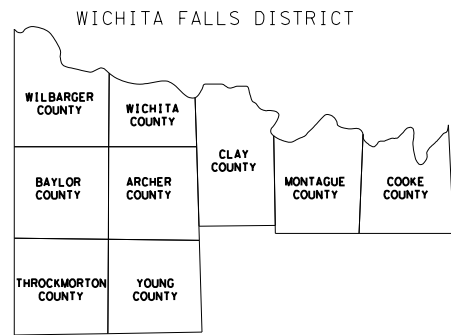 WICHITA FALLS DISTRICT
WILBARGER
COUNTY
WICHITA
COUNTY
CLAY
COUNTY
BAYLOR
COUNTY
ARCHER
COUNTY
MONTAGUE
COUNTY
COOKE
COUNTY
THROCKMORTON
COUNTY
YOUNG
COUNTY